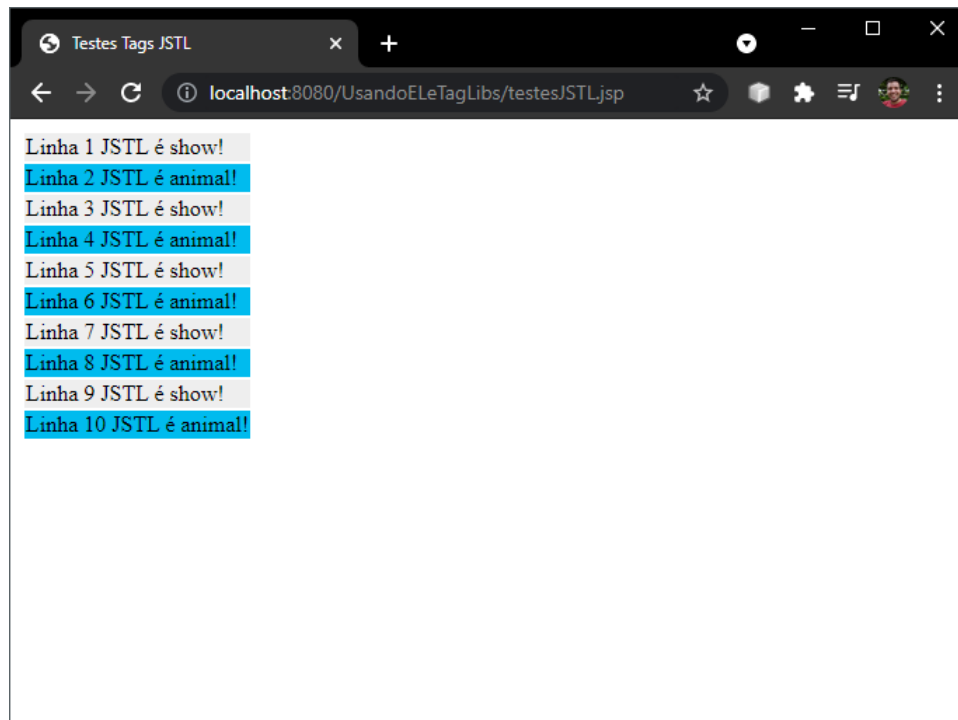 Testes Tags JSTL
localhost:8080/UsandoELeTagLibs/testesJSTL.jsp
Linha 1 JSTL é show!
Linha 2 JSTL é animal!
Linha 3 JSTL é show!
Linha 4 JSTL é animal!
Linha 5 JSTL é show!
Linha 6 JSTL é animal!
Linha 7 JSTL é show!
Linha 8 JSTL é animal!
Linha 9 JSTL é show!
Linha 10 JSTL é animal!